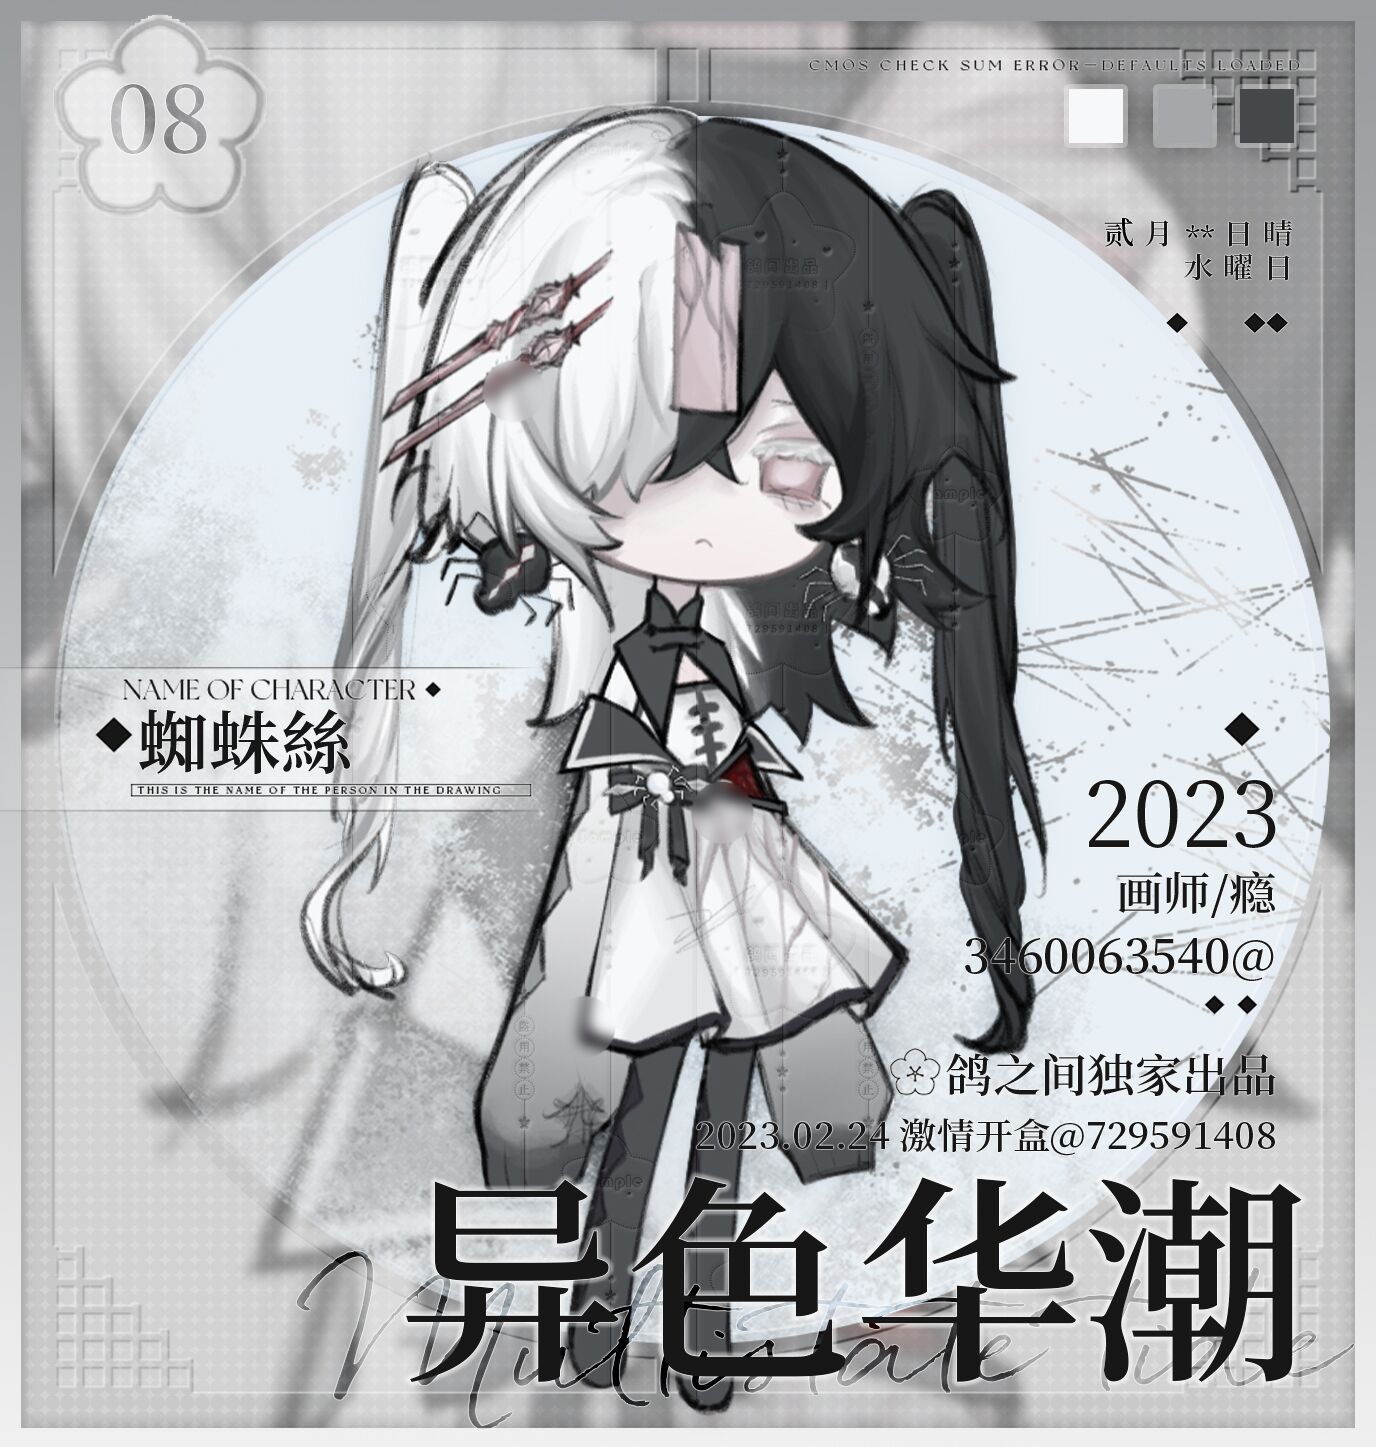 08
CMOS CHECK SUM ERROR—DEFAULTS LOADED
贰月**日晴
水曜日
NAME OF CHARACTER
蜘蛛絲
THIS IS THE NAME OF THE PERSON IN THE DRAWING
2023
画师/瘾
3460063540@
鸽之间独家出品
2023.02.24 激情开盒@729591408
异色华潮
Multistate tide